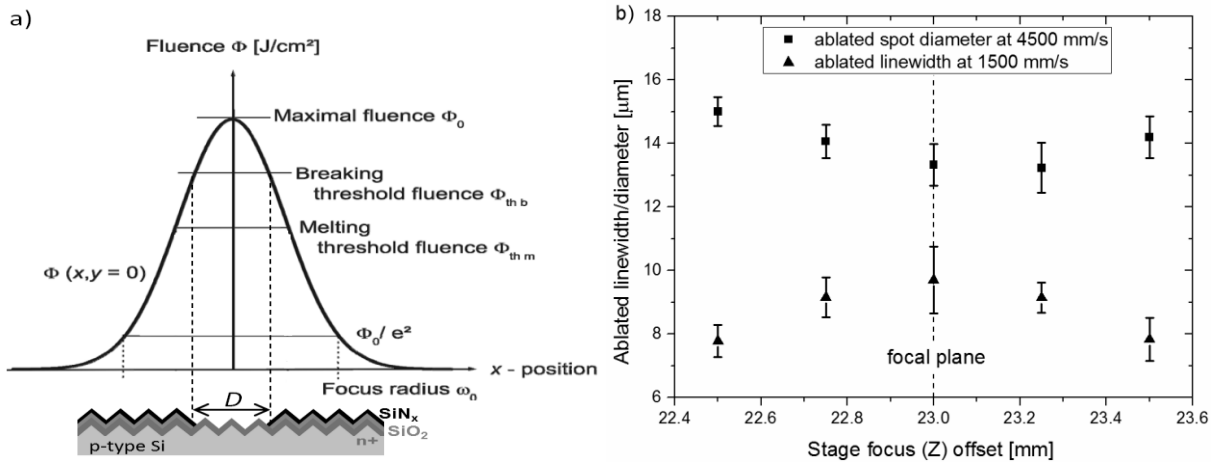 a)
Fluence Φ [J/cm²]
Maximal fluence Φ₀
Breaking
threshold fluence Φth b
Melting
threshold fluence Φth m
Φ (x,y = 0)
Φ₀/ e²
x - position
Focus radius ω₀
D
SiNx
SiO₂
n+
p-type Si
b)
18
16
14
12
10
8
6
Ablated linewidth/diameter [μm]
ablated spot diameter at 4500 mm/s
ablated linewidth at 1500 mm/s
focal plane
22.4 22.6 22.8 23.0 23.2 23.4 23.6
Stage focus (Z) offset [mm]